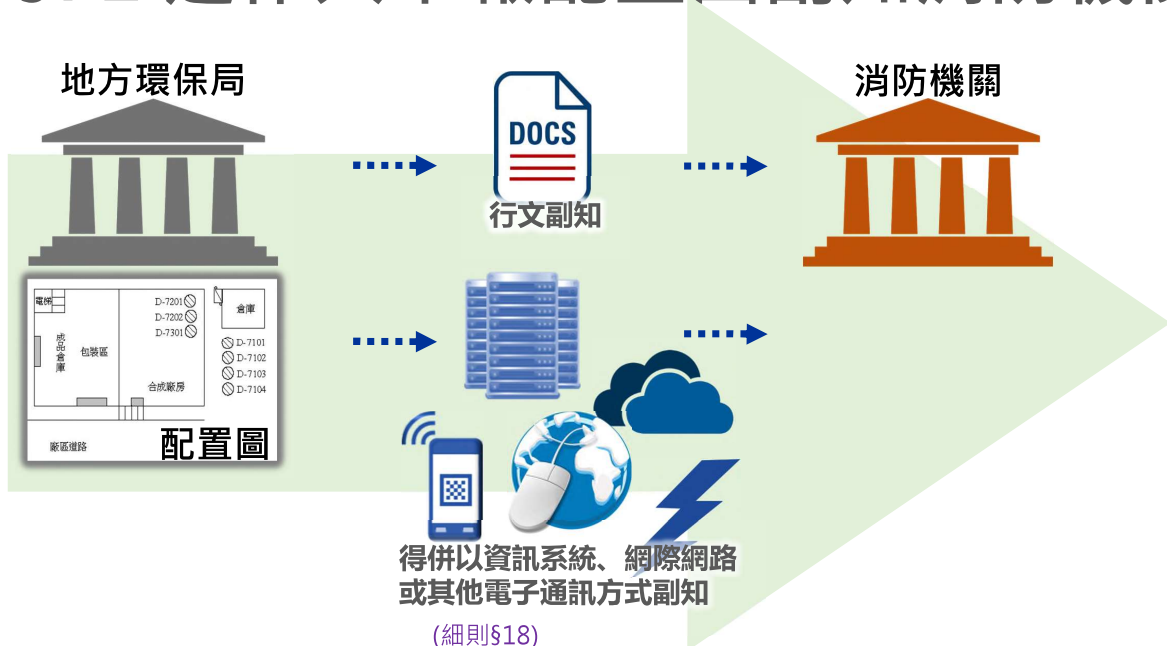 地方環保局
消防機關
DOCS
行文副知
電梯
成品倉庫
包裝區
D-7201
D-7202
D-7301
合成廠房
倉庫
D-7101
D-7102
D-7103
D-7104
廠區道路
配置圖
得併以資訊系統、網際網路
或其他電子通訊方式副知
(細則§18)